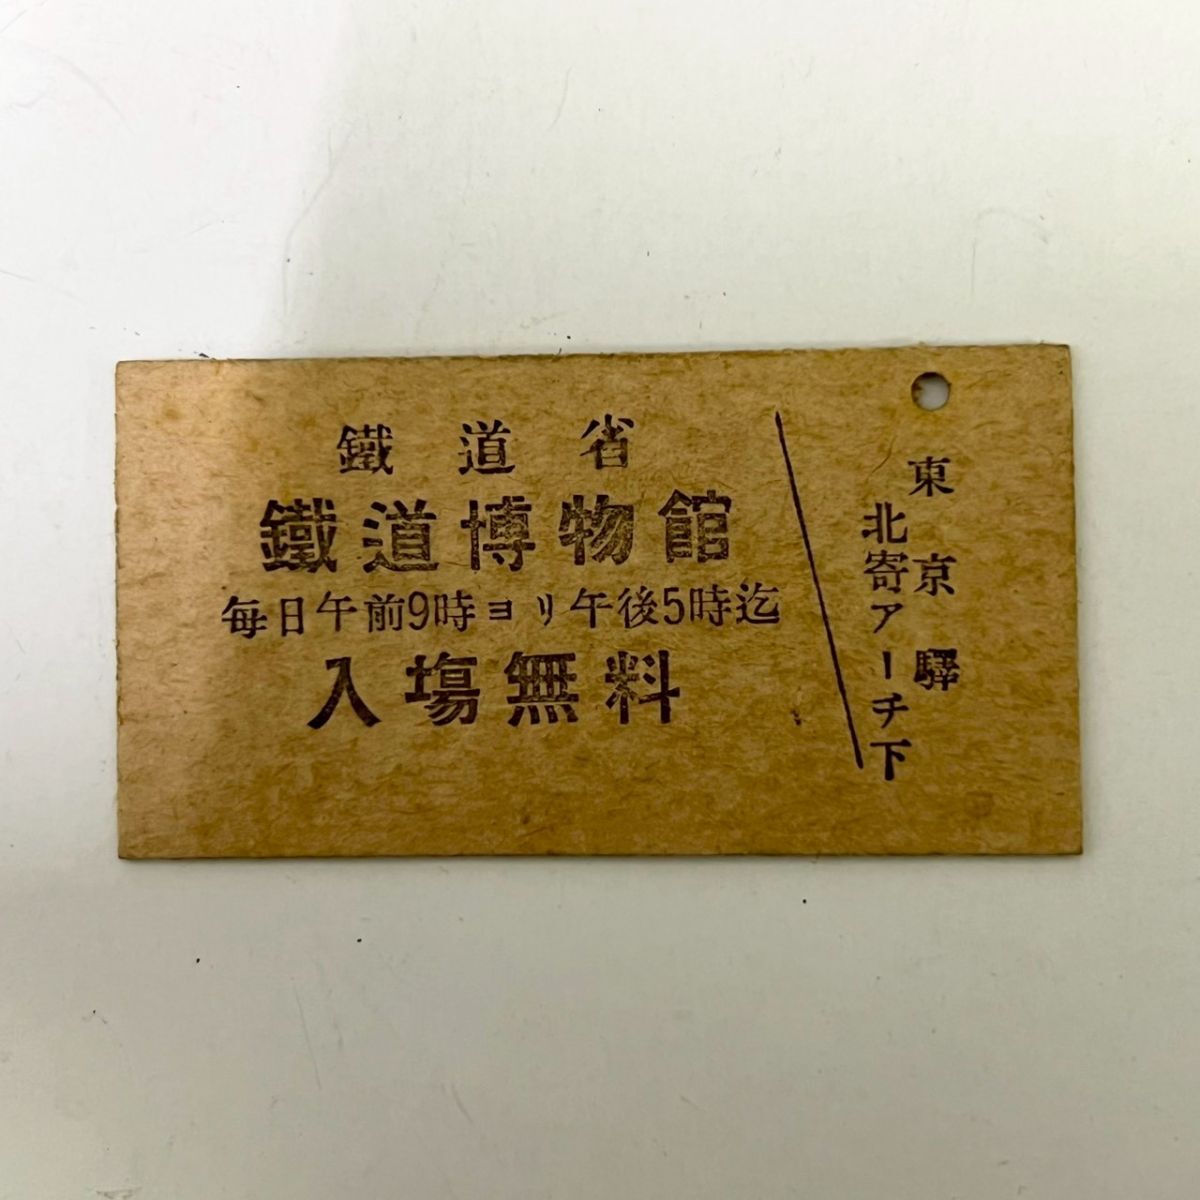 鐵道省
鐵道博物館
毎日午前9時ヨリ午後5時迄
入塲無料
東京驛
北寄アーチ下